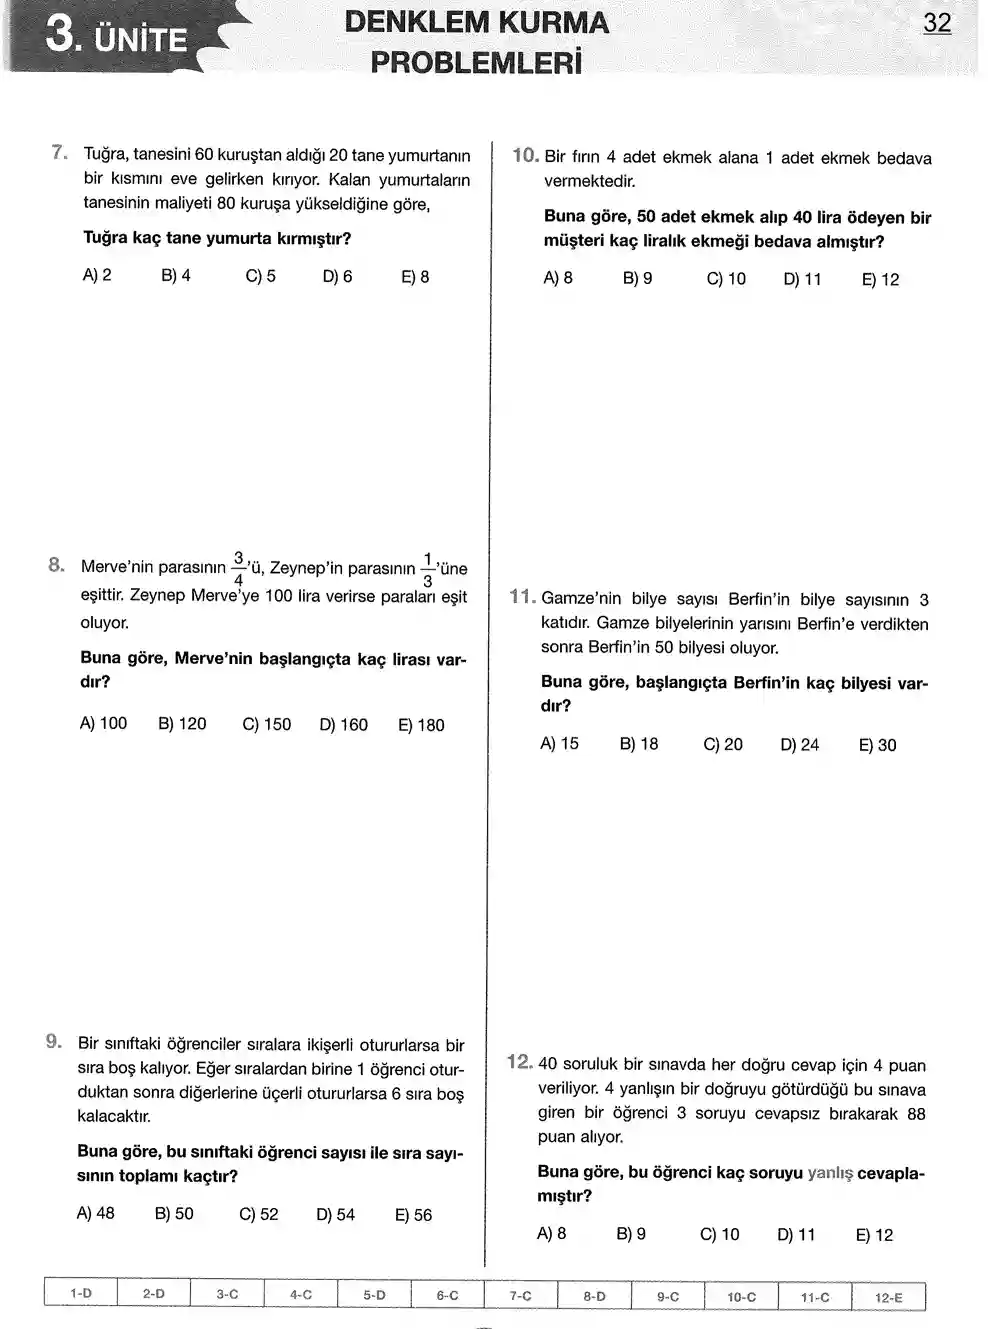 3. ÜNİTE
DENKLEM KURMA
PROBLEMLERİ
32
7. Tuğra, tanesini 60 kuruştan aldığı 20 tane yumurtanın
bir kısmını eve gelirken kırıyor. Kalan yumurtaların
tanesinin maliyeti 80 kuruşa yükseldiğine göre,
Tuğra kaç tane yumurta kırmıştır?
A) 2 B) 4 C) 5 D) 6 E) 8
8. Merve'nin parasının 3/4'ü, Zeynep'in parasının 1/3'üne
eşittir. Zeynep Merve'ye 100 lira verirse paraları eşit
oluyor.
Buna göre, Merve'nin başlangıçta kaç lirası var-
dır?
A) 100 B) 120 C) 150 D) 160 E) 180
9. Bir sınıftaki öğrenciler sıralara ikişerli otururlarsa bir
sıra boş kalıyor. Eğer sıralardan birine 1 öğrenci otur-
duktan sonra diğerlerine üçerli otururlarsa 6 sıra boş
kalacaktır.
Buna göre, bu sınıftaki öğrenci sayısı ile sıra sayı-
sının toplamı kaçtır?
A) 48 B) 50 C) 52 D) 54 E) 56
10. Bir fırın 4 adet ekmek alana 1 adet ekmek bedava
vermektedir.
Buna göre, 50 adet ekmek alıp 40 lira ödeyen bir
müşteri kaç liralık ekmeği bedava almıştır?
A) 8 B) 9 C) 10 D) 11 E) 12
11. Gamze'nin bilye sayısı Berfin'in bilye sayısının 3
katıdır. Gamze bilyelerinin yarısını Berfin'e verdikten
sonra Berfin'in 50 bilyesi oluyor.
Buna göre, başlangıçta Berfin'in kaç bilyesi var-
dır?
A) 15 B) 18 C) 20 D) 24 E) 30
12. 40 soruluk bir sınavda her doğru cevap için 4 puan
veriliyor. 4 yanlışın bir doğruyu götürdüğü bu sınava
giren bir öğrenci 3 soruyu cevapsız bırakarak 88
puan alıyor.
Buna göre, bu öğrenci kaç soruyu yanlış cevapla-
mıştır?
A) 8 B) 9 C) 10 D) 11 E) 12
1-D 2-D 3-C 4-C 5-D 6-C 7-C 8-D 9-C 10-C 11-C 12-E